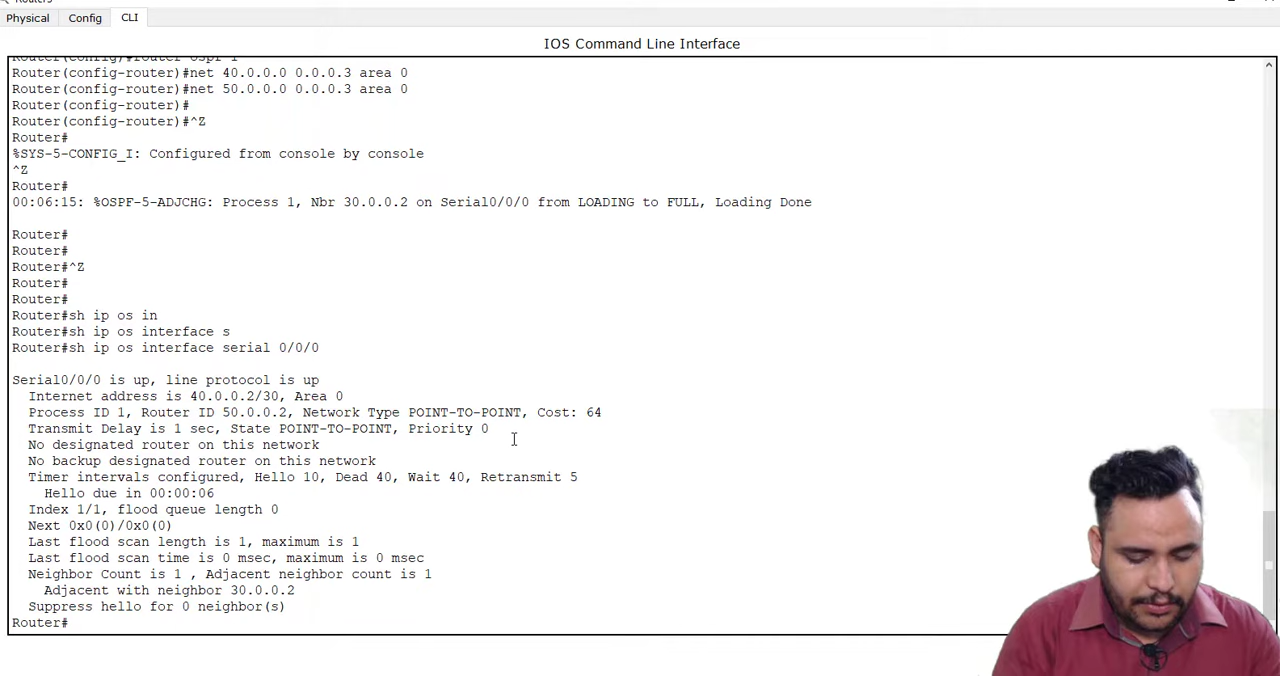 Physical
Config
CLI
IOS Command Line Interface
Router(config-router)#net 40.0.0.0 0.0.0.3 area 0
Router(config-router)#net 50.0.0.0 0.0.0.3 area 0
Router(config-router)#
Router(config-router)#^Z
Router#
%SYS-5-CONFIG_I: Configured from console by console
^Z
Router#
00:06:15: %OSPF-5-ADJCHG: Process 1, Nbr 30.0.0.2 on Serial0/0/0 from LOADING to FULL, Loading Done
Router#
Router#
Router#^Z
Router#
Router#
Router#sh ip os in
Router#sh ip os interface s
Router#sh ip os interface serial 0/0/0
Serial0/0/0 is up, line protocol is up
Internet address is 40.0.0.2/30, Area 0
Process ID 1, Router ID 50.0.0.2, Network Type POINT-TO-POINT, Cost: 64
Transmit Delay is 1 sec, State POINT-TO-POINT, Priority 0
No designated router on this network
No backup designated router on this network
Timer intervals configured, Hello 10, Dead 40, Wait 40, Retransmit 5
Hello due in 00:00:06
Index 1/1, flood queue length 0
Next 0x0(0)/0x0(0)
Last flood scan length is 1, maximum is 1
Last flood scan time is 0 msec, maximum is 0 msec
Neighbor Count is 1 , Adjacent neighbor count is 1
Adjacent with neighbor 30.0.0.2
Suppress hello for 0 neighbor(s)
Router#